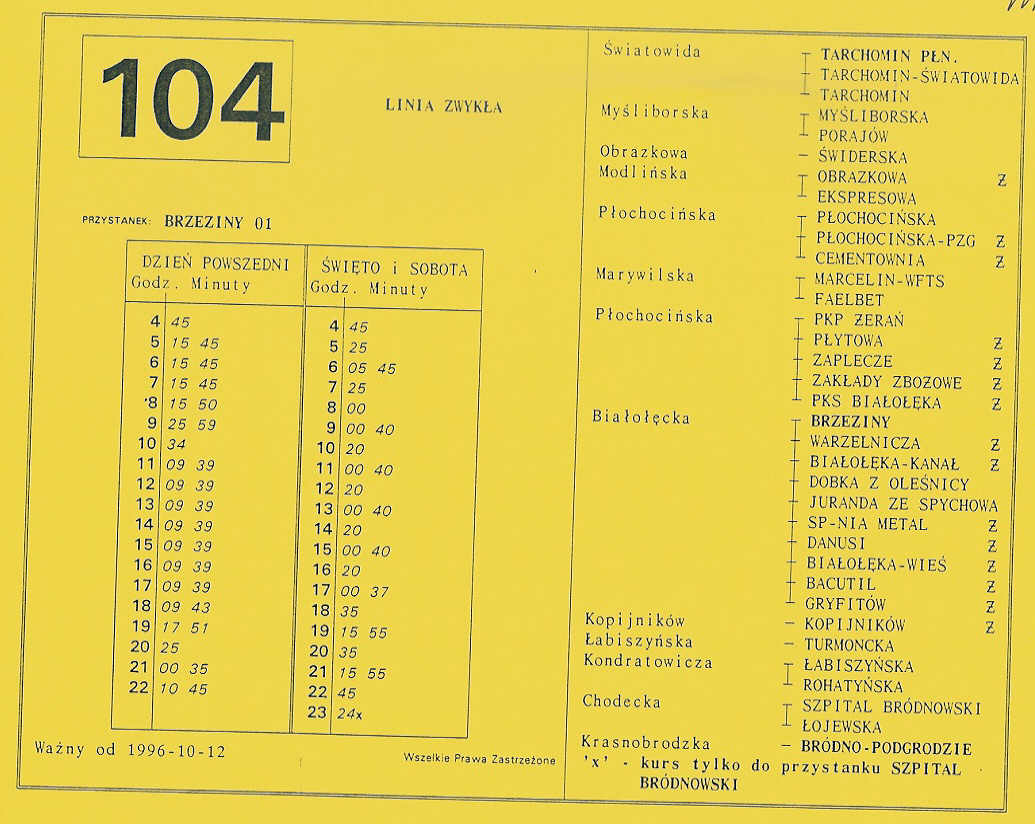 104
LINIA ZWYKŁA
PRZYSTANEK: BRZEZINY 01
DZIEŃ POWSZEDNI
Godz. Minuty
4 45
5 15 45
6 15 45
7 15 45
8 15 50
9 25 59
10 34
11 09 39
12 09 39
13 09 39
14 09 39
15 09 39
16 09 39
17 09 39
18 09 43
19 17 51
20 25
21 00 35
22 10 45
ŚWIĘTO i SOBOTA
Godz. Minuty
4 45
5 25
6 05 45
7 25
8 00
9 00 40
10 20
11 00 40
12 20
13 00 40
14 20
15 00 40
16 20
17 00 37
18 35
19 15 55
20 35
21 15 55
22 45
23 24x
Ważny od 1996-10-12
Wszelkie Prawa Zastrzeżone
Światowida TARCHOMIN PŁN.
TARCHOMIN-ŚWIATOWIDA
TARCHOMIN
Myśliborska MYŚLIBORSKA
PORAJÓW
Obrazkowa - ŚWIDERSKA
Modlińska OBRAZKOWA Ƶ
EKSPRESOWA
Płochocińska PŁOCHOCIŃSKA
PŁOCHOCIŃSKA-PZG Ƶ
CEMENTOWNIA Ƶ
Marywilska MARCELIN-WFTS
FAELBET
Płochocińska PKP ŻERAŃ
PŁYTOWA Ƶ
ZAPLECZE Ƶ
ZAKŁADY ZBOŻOWE Ƶ
PKS BIAŁOŁĘKA Ƶ
Białołęcka BRZEZINY
WARZELNICZA Ƶ
BIAŁOŁĘKA-KANAŁ Ƶ
DOBKA Z OLEŚNICY
JURANDA ZE SPYCHOWA
SP-NIA METAL Ƶ
DANUSI Ƶ
BIAŁOŁĘKA-WIEŚ Ƶ
BACUTIL Ƶ
GRYFITÓW Ƶ
Kopijników - KOPIJNIKÓW Ƶ
Łabiszyńska - TURMONCKA
Kondratowicza ŁABISZYŃSKA
ROHATYŃSKA
Chodecka SZPITAL BRÓDNOWSKI
ŁOJEWSKA
Krasnobrodzka - BRÓDNO-PODGRODZIE
'x' - kurs tylko do przystanku SZPITAL
BRÓDNOWSKI